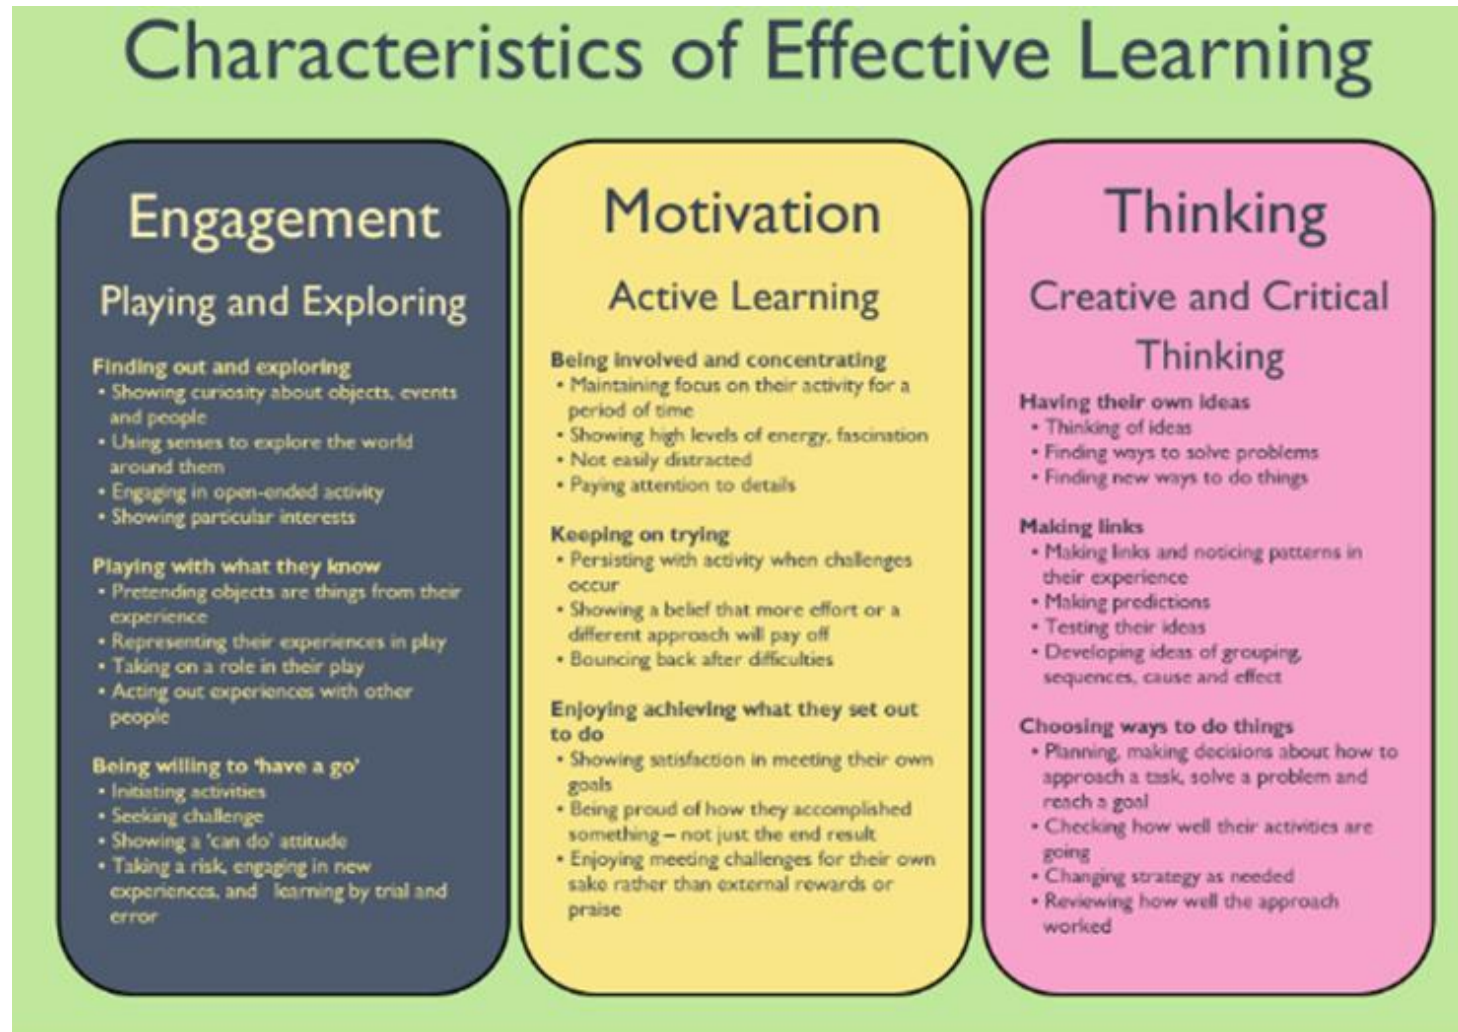 Characteristics of Effective Learning
Engagement
Playing and Exploring
Finding out and exploring
• Showing curiosity about objects, events
and people
• Using senses to explore the world
around them
• Engaging in open-ended activity
• Showing particular interests
Playing with what they know
• Pretending objects are things from their
experience
• Representing their experiences in play
• Taking on a role in their play
• Acting out experiences with other
people
Being willing to ‘have a go’
• Initiating activities
• Seeking challenge
• Showing a ‘can do’ attitude
• Taking a risk, engaging in new
experiences, and learning by trial and
error
Motivation
Active Learning
Being involved and concentrating
• Maintaining focus on their activity for a
period of time
• Showing high levels of energy, fascination
• Not easily distracted
• Paying attention to details
Keeping on trying
• Persisting with activity when challenges
occur
• Showing a belief that more effort or a
different approach will pay off
• Bouncing back after difficulties
Enjoying achieving what they set out
to do
• Showing satisfaction in meeting their own
goals
• Being proud of how they accomplished
something – not just the end result
• Enjoying meeting challenges for their own
sake rather than external rewards or
praise
Thinking
Creative and Critical
Thinking
Having their own ideas
• Thinking of ideas
• Finding ways to solve problems
• Finding new ways to do things
Making links
• Making links and noticing patterns in
their experience
• Making predictions
• Testing their ideas
• Developing ideas of grouping,
sequences, cause and effect
Choosing ways to do things
• Planning, making decisions about how to
approach a task, solve a problem and
reach a goal
• Checking how well their activities are
going
• Changing strategy as needed
• Reviewing how well the approach
worked